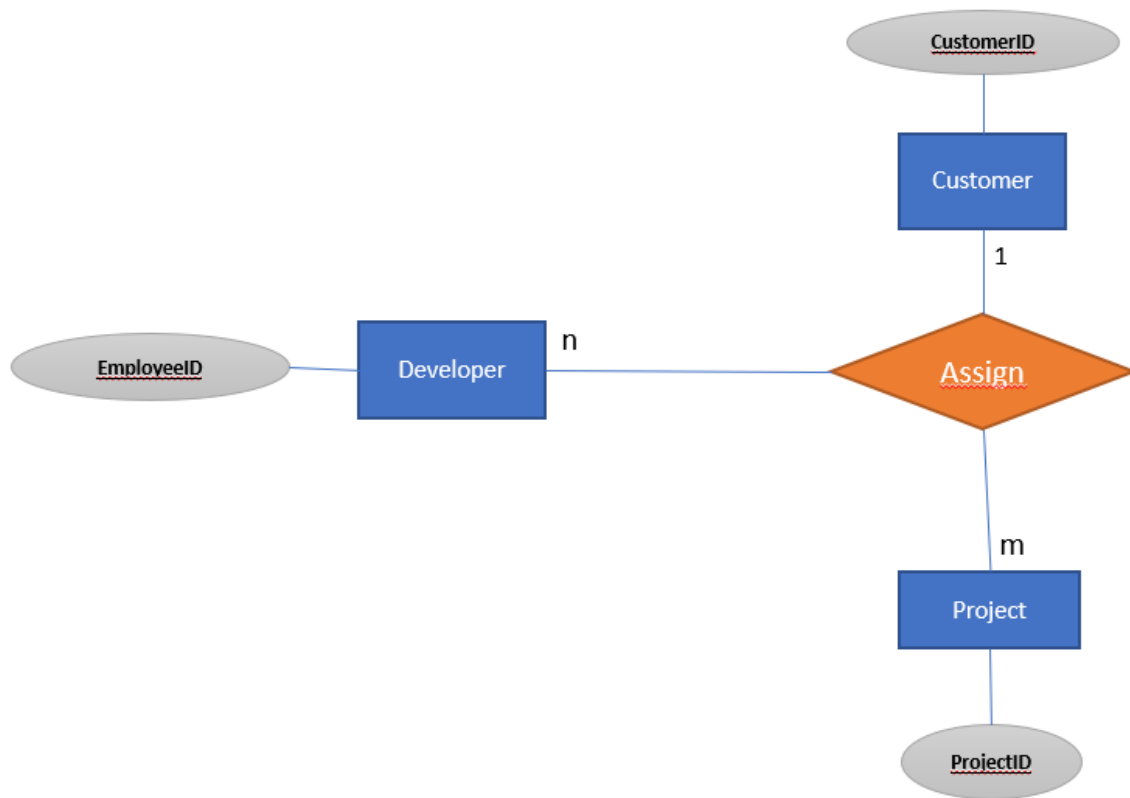 CustomerID
Customer
1
n
EmployeeID
Developer
Assign
m
Project
ProjectID